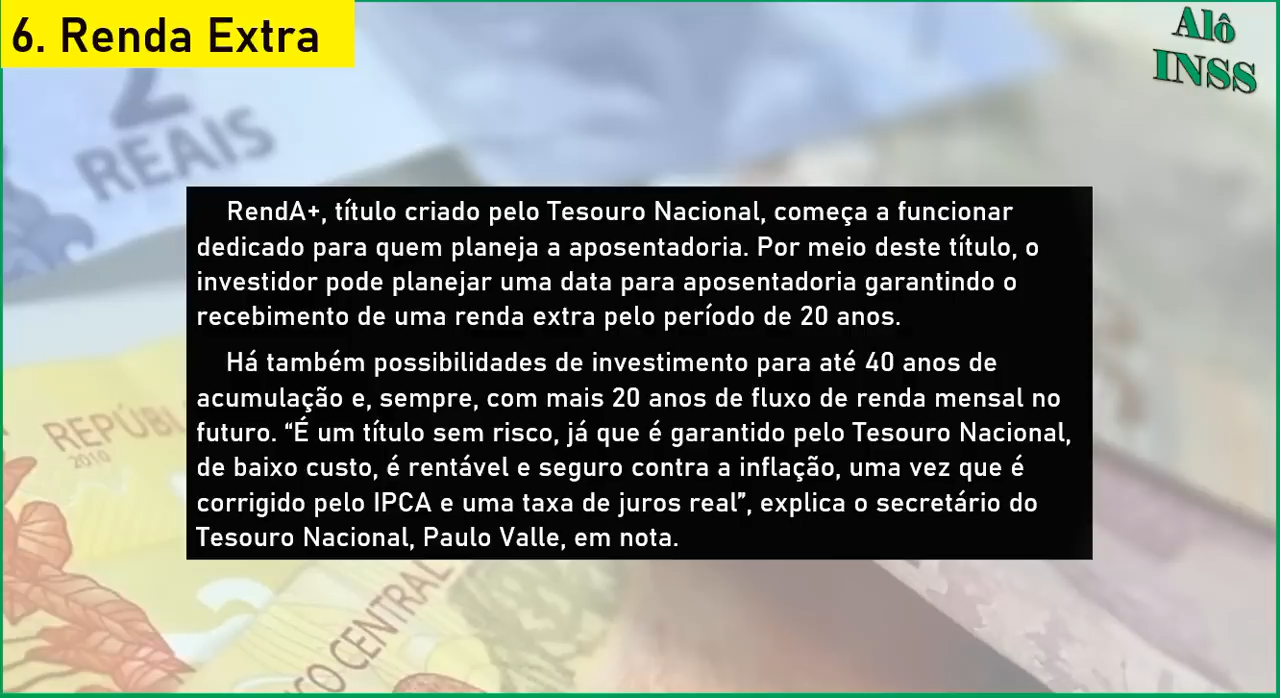 6. Renda Extra
Alô
INSS
2
REAIS
RendA+, título criado pelo Tesouro Nacional, começa a funcionar
dedicado para quem planeja a aposentadoria. Por meio deste título, o
investidor pode planejar uma data para aposentadoria garantindo o
recebimento de uma renda extra pelo período de 20 anos.
Há também possibilidades de investimento para até 40 anos de
acumulação e, sempre, com mais 20 anos de fluxo de renda mensal no
futuro. “É um título sem risco, já que é garantido pelo Tesouro Nacional,
de baixo custo, é rentável e seguro contra a inflação, uma vez que é
corrigido pelo IPCA e uma taxa de juros real”, explica o secretário do
Tesouro Nacional, Paulo Valle, em nota.
2010
CENTRAL